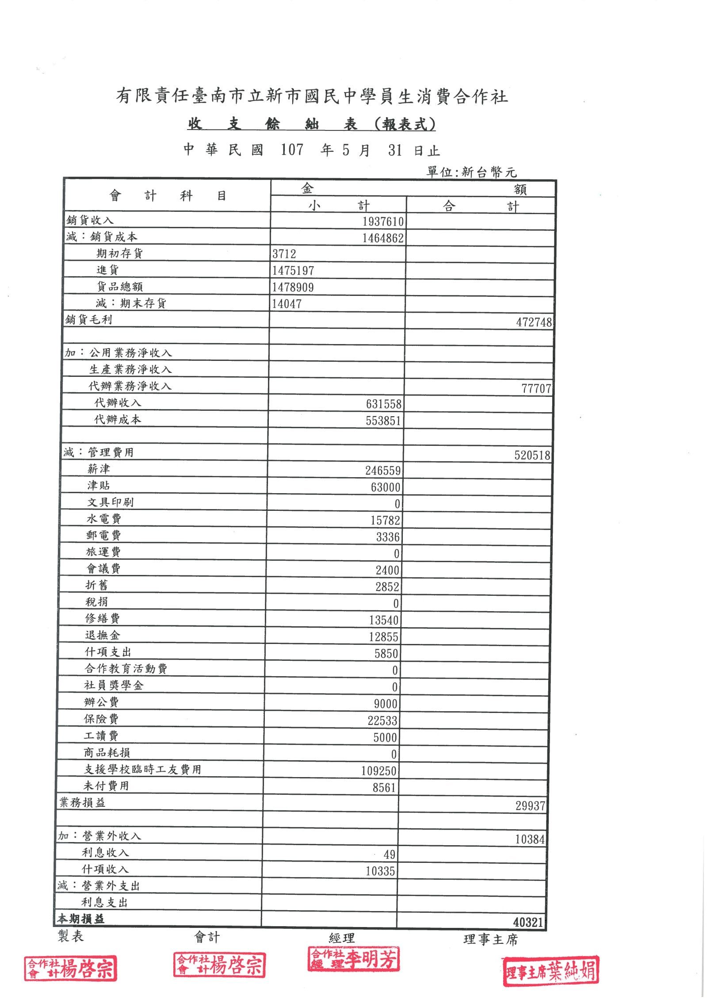 有限責任臺南市立新市國民中學員生消費合作社
收 支 餘 絀 表 (報表式)
中 華 民 國 107 年 5 月 31 日止
單位:新台幣元
會 計 科 目 金 額
小 計 合 計
銷貨收入 1937610
減：銷貨成本 1464862
期初存貨 3712
進貨 1475197
貨品總額 1478909
減：期末存貨 14047
銷貨毛利 472748
加：公用業務淨收入
生產業務淨收入
代辦業務淨收入 77707
代辦收入 631558
代辦成本 553851
減：管理費用 520518
薪津 246559
津貼 63000
文具印刷 0
水電費 15782
郵電費 3336
旅運費 0
會議費 2400
折舊 2852
稅捐 0
修繕費 13540
退撫金 12855
什項支出 5850
合作教育活動費 0
社員獎學金 0
辦公費 9000
保險費 22533
工讀費 5000
商品耗損 0
支援學校臨時工友費用 109250
未付費用 8561
業務損益 29937
加：營業外收入 10384
利息收入 49
什項收入 10335
減：營業外支出
利息支出
本期損益 40321
製表 會計 經理 理事主席
合作社會計楊啓宗 合作社會計楊啓宗 合作社經理李明芳 理事主席葉純娟